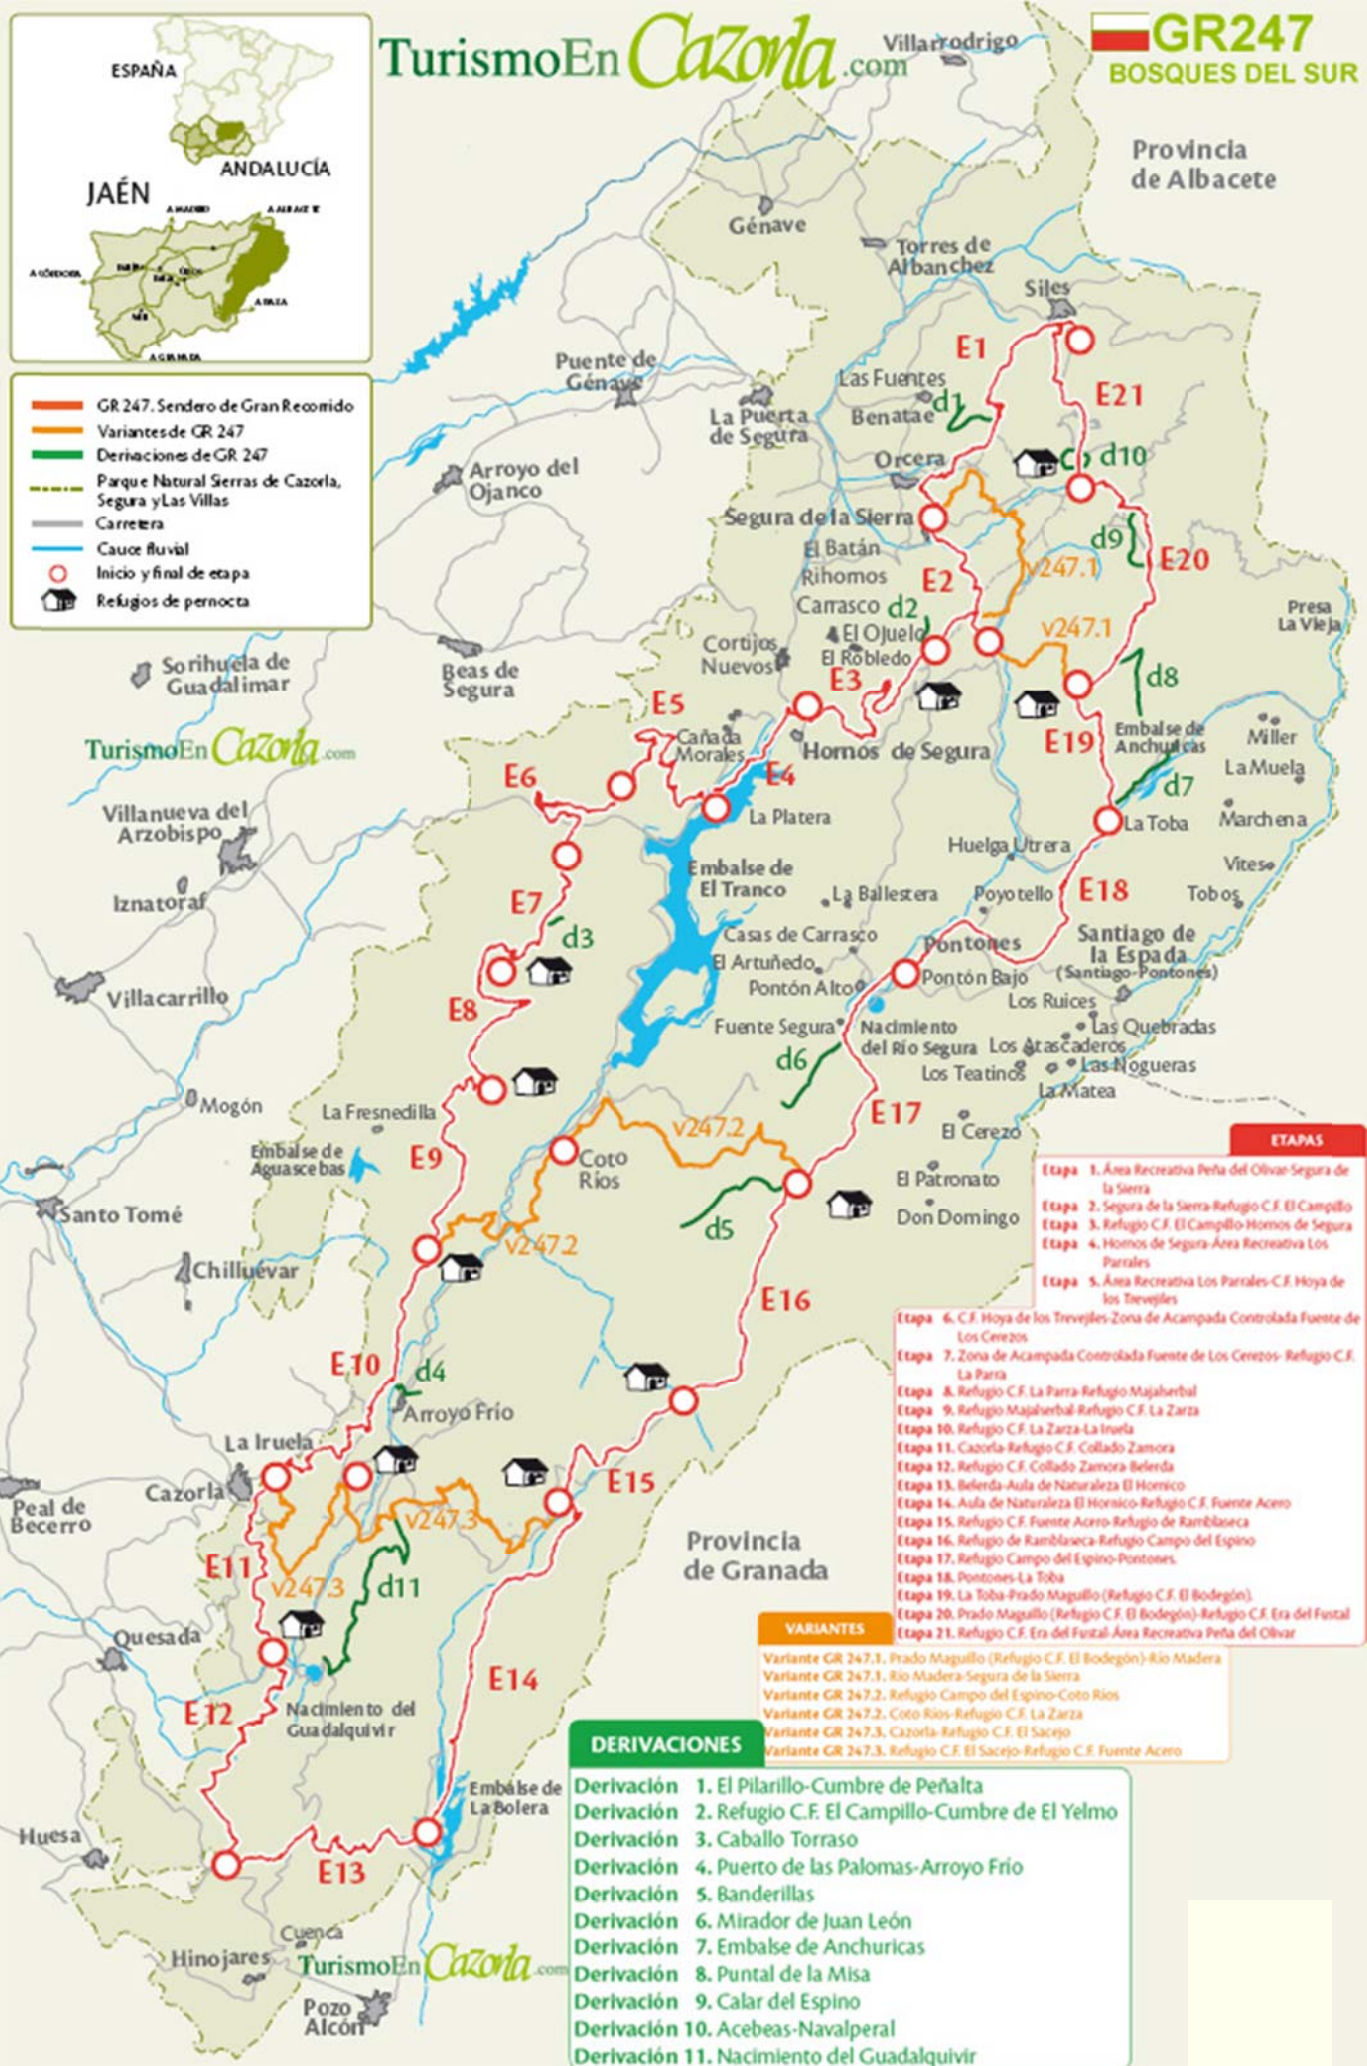 TurismoEn Cazorla.com
GR247
BOSQUES DEL SUR
ESPAÑA
ANDALUCÍA
JAÉN
A MADRID
A ALBACETE
A CÓRDOBA
A BAZA
A GRANADA
GR 247. Sendero de Gran Recorrido
Variantes de GR 247
Derivaciones de GR 247
Parque Natural Sierras de Cazorla,
Segura y Las Villas
Carretera
Cauce fluvial
Inicio y final de etapa
Refugios de pernocta
Villarrodrigo
Provincia
de Albacete
Génave
Torres de
Albanchez
Siles
E1
Puente de
Génave
La Puerta
de Segura
Las Fuentes
Benatae
d1
E21
Arroyo del
Ojanco
Orcera
d10
Segura de la Sierra
d9
El Batán
E20
Rihornos
E2
v247.1
Carrasco
d2
Presa
La Vieja
El Ojuelo
v247.1
Cortijos
Nuevos
El Robledo
Sorihuela de
Guadalimar
Beas de
Segura
E3
d8
E5
TurismoEn Cazorla.com
Cañada
Morales
Hornos de Segura
E19
Embalse de
Anchuricas
Miller
E6
E4
La Muela
d7
Villanueva del
Arzobispo
La Platera
La Toba
Marchena
Huelga Utrera
Embalse de
El Tranco
Vites
Iznatoraf
E7
La Ballestera
Poyotello
E18
Tobos
d3
Casas de Carrasco
Pontones
Santiago de
la Espada
(Santiago-Pontones)
El Artuñedo
Pontón Bajo
Villacarrillo
Pontón Alto
E8
Los Ruices
Fuente Segura
Nacimiento
del Río Segura
Las Quebradas
Los Atascaderos
d6
Los Teatinos
Las Nogueras
La Matea
Mogón
La Fresnedilla
E17
v247.2
El Cerezo
Embalse de
Aguascebas
E9
Coto
Ríos
El Patronato
Santo Tomé
d5
Don Domingo
v247.2
Chilluévar
E16
E10
d4
Arroyo Frío
La Iruela
Cazorla
E15
Peal de
Becerro
v247.3
Provincia
de Granada
E11
v247.3
d11
Quesada
E14
E12
Nacimiento del
Guadalquivir
Embalse de
La Bolera
Huesa
E13
Cuenca
Hinojares
TurismoEn Cazorla.com
Pozo
Alcón
ETAPAS
Etapa 1. Área Recreativa Peña del Olivar-Segura de
la Sierra
Etapa 2. Segura de la Sierra-Refugio C.F. El Campillo
Etapa 3. Refugio C.F. El Campillo-Hornos de Segura
Etapa 4. Hornos de Segura-Área Recreativa Los
Parrales
Etapa 5. Área Recreativa Los Parrales-C.F. Hoya de
los Trevejiles
Etapa 6. C.F. Hoya de los Trevejiles-Zona de Acampada Controlada Fuente de
Los Cerezos
Etapa 7. Zona de Acampada Controlada Fuente de Los Cerezos- Refugio C.F.
La Parra
Etapa 8. Refugio C.F. La Parra-Refugio Majalserbal
Etapa 9. Refugio Majalserbal-Refugio C.F. La Zarza
Etapa 10. Refugio C.F. La Zarza-La Iruela
Etapa 11. Cazorla-Refugio C.F. Collado Zamora
Etapa 12. Refugio C.F. Collado Zamora-Belerda
Etapa 13. Belerda-Aula de Naturaleza El Hornico
Etapa 14. Aula de Naturaleza El Hornico-Refugio C.F. Fuente Acero
Etapa 15. Refugio C.F. Fuente Acero-Refugio de Ramblaseca
Etapa 16. Refugio de Ramblaseca-Refugio Campo del Espino
Etapa 17. Refugio Campo del Espino-Pontones.
Etapa 18. Pontones-La Toba
Etapa 19. La Toba-Prado Maguillo (Refugio C.F. El Bodegón).
Etapa 20. Prado Maguillo (Refugio C.F. El Bodegón)-Refugio C.F. Era del Fustal
Etapa 21. Refugio C.F. Era del Fustal-Área Recreativa Peña del Olivar
VARIANTES
Variante GR 247.1. Prado Maguillo (Refugio C.F. El Bodegón)-Río Madera
Variante GR 247.1. Río Madera-Segura de la Sierra
Variante GR 247.2. Refugio Campo del Espino-Coto Ríos
Variante GR 247.2. Coto Ríos-Refugio C.F. La Zarza
Variante GR 247.3. Cazorla-Refugio C.F. El Sacejo
Variante GR 247.3. Refugio C.F. El Sacejo-Refugio C.F. Fuente Acero
DERIVACIONES
Derivación 1. El Pilarillo-Cumbre de Peñalta
Derivación 2. Refugio C.F. El Campillo-Cumbre de El Yelmo
Derivación 3. Caballo Torraso
Derivación 4. Puerto de las Palomas-Arroyo Frío
Derivación 5. Banderillas
Derivación 6. Mirador de Juan León
Derivación 7. Embalse de Anchuricas
Derivación 8. Puntal de la Misa
Derivación 9. Calar del Espino
Derivación 10. Acebeas-Navalperal
Derivación 11. Nacimiento del Guadalquivir